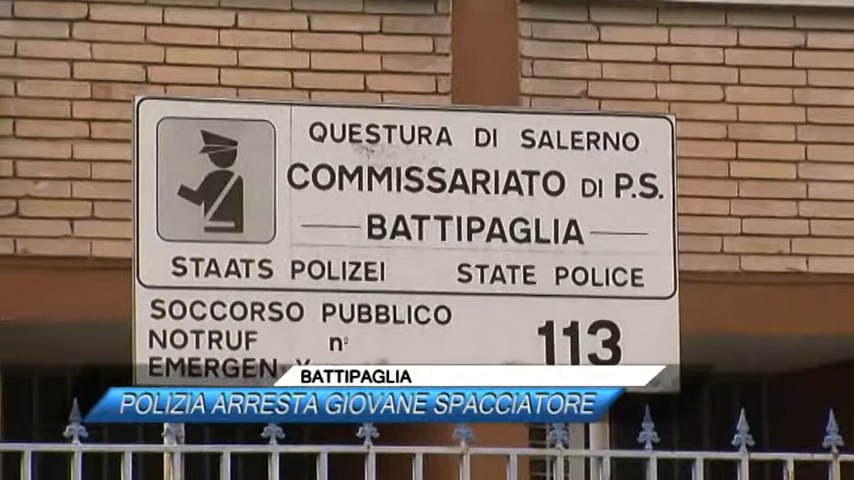 QUESTURA DI SALERNO
COMMISSARIATO DI P.S.
BATTIPAGLIA
STAATS POLIZEI STATE POLICE
SOCCORSO PUBBLICO
NOTRUF nº 113
BATTIPAGLIA
POLIZIA ARRESTA GIOVANE SPACCIATORE